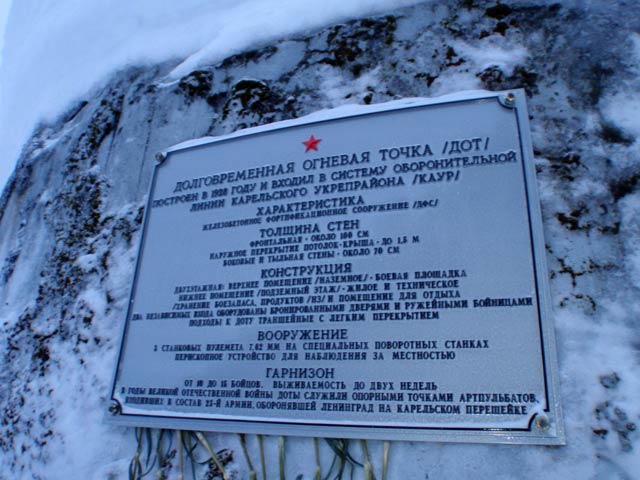 ДОЛГОВРЕМЕННАЯ ОГНЕВАЯ ТОЧКА /ДОТ/
ПОСТРОЕН В 1938 ГОДУ И ВХОДИЛ В СИСТЕМУ ОБОРОНИТЕЛЬНОЙ
ЛИНИИ КАРЕЛЬСКОГО УКРЕПРАЙОНА /КАУР/
ХАРАКТЕРИСТИКА
ЖЕЛЕЗОБЕТОННОЕ ФОРТИФИКАЦИОННОЕ СООРУЖЕНИЕ /ДФС/
ТОЛЩИНА СТЕН
ФРОНТАЛЬНАЯ - ОКОЛО 160 СМ
НАРУЖНОЕ ПЕРЕКРЫТИЕ ПОТОЛОК-КРЫША - ДО 1,5 М
БОКОВЫЕ И ТЫЛЬНАЯ СТЕНЫ - ОКОЛО 70 СМ
КОНСТРУКЦИЯ
ДВУХЭТАЖНАЯ: ВЕРХНЕЕ ПОМЕЩЕНИЕ /НАЗЕМНОЕ/ - БОЕВАЯ ПЛОЩАДКА
НИЖНЕЕ ПОМЕЩЕНИЕ /ПОДЗЕМНЫЙ ЭТАЖ/ - ЖИЛОЕ И ТЕХНИЧЕСКОЕ
/ХРАНЕНИЕ БОЕЗАПАСА, ПРОДУКТОВ /НЗ/ И ПОМЕЩЕНИЕ ДЛЯ ОТДЫХА
ДВА НЕЗАВИСИМЫХ ВХОДА ОБОРУДОВАНЫ БРОНИРОВАННЫМИ ДВЕРЯМИ И РУЖЕЙНЫМИ БОЙНИЦАМИ
ПОДХОДЫ К ДОТУ ТРАНШЕЙНЫЕ С ЛЕГКИМ ПЕРЕКРЫТИЕМ
ВООРУЖЕНИЕ
СТАНКОВЫХ ПУЛЕМЕТА 7,62 ММ НА СПЕЦИАЛЬНЫХ ПОВОРОТНЫХ СТАНКАХ
ПЕРИСКОПНОЕ УСТРОЙСТВО ДЛЯ НАБЛЮДЕНИЯ ЗА МЕСТНОСТЬЮ
ГАРНИЗОН
ОТ 10 ДО 15 БОЙЦОВ. ВЫЖИВАЕМОСТЬ ДО ДВУХ НЕДЕЛЬ
В ГОДЫ ВЕЛИКОЙ ОТЕЧЕСТВЕННОЙ ВОЙНЫ ДОТЫ СЛУЖИЛИ ОПОРНЫМИ ТОЧКАМИ АРТПУЛЬБАТОВ,
ВХОДИВШИХ В СОСТАВ 23-Й АРМИИ, ОБОРОНЯВШЕЙ ЛЕНИНГРАД НА КАРЕЛЬСКОМ ПЕРЕШЕЙКЕ